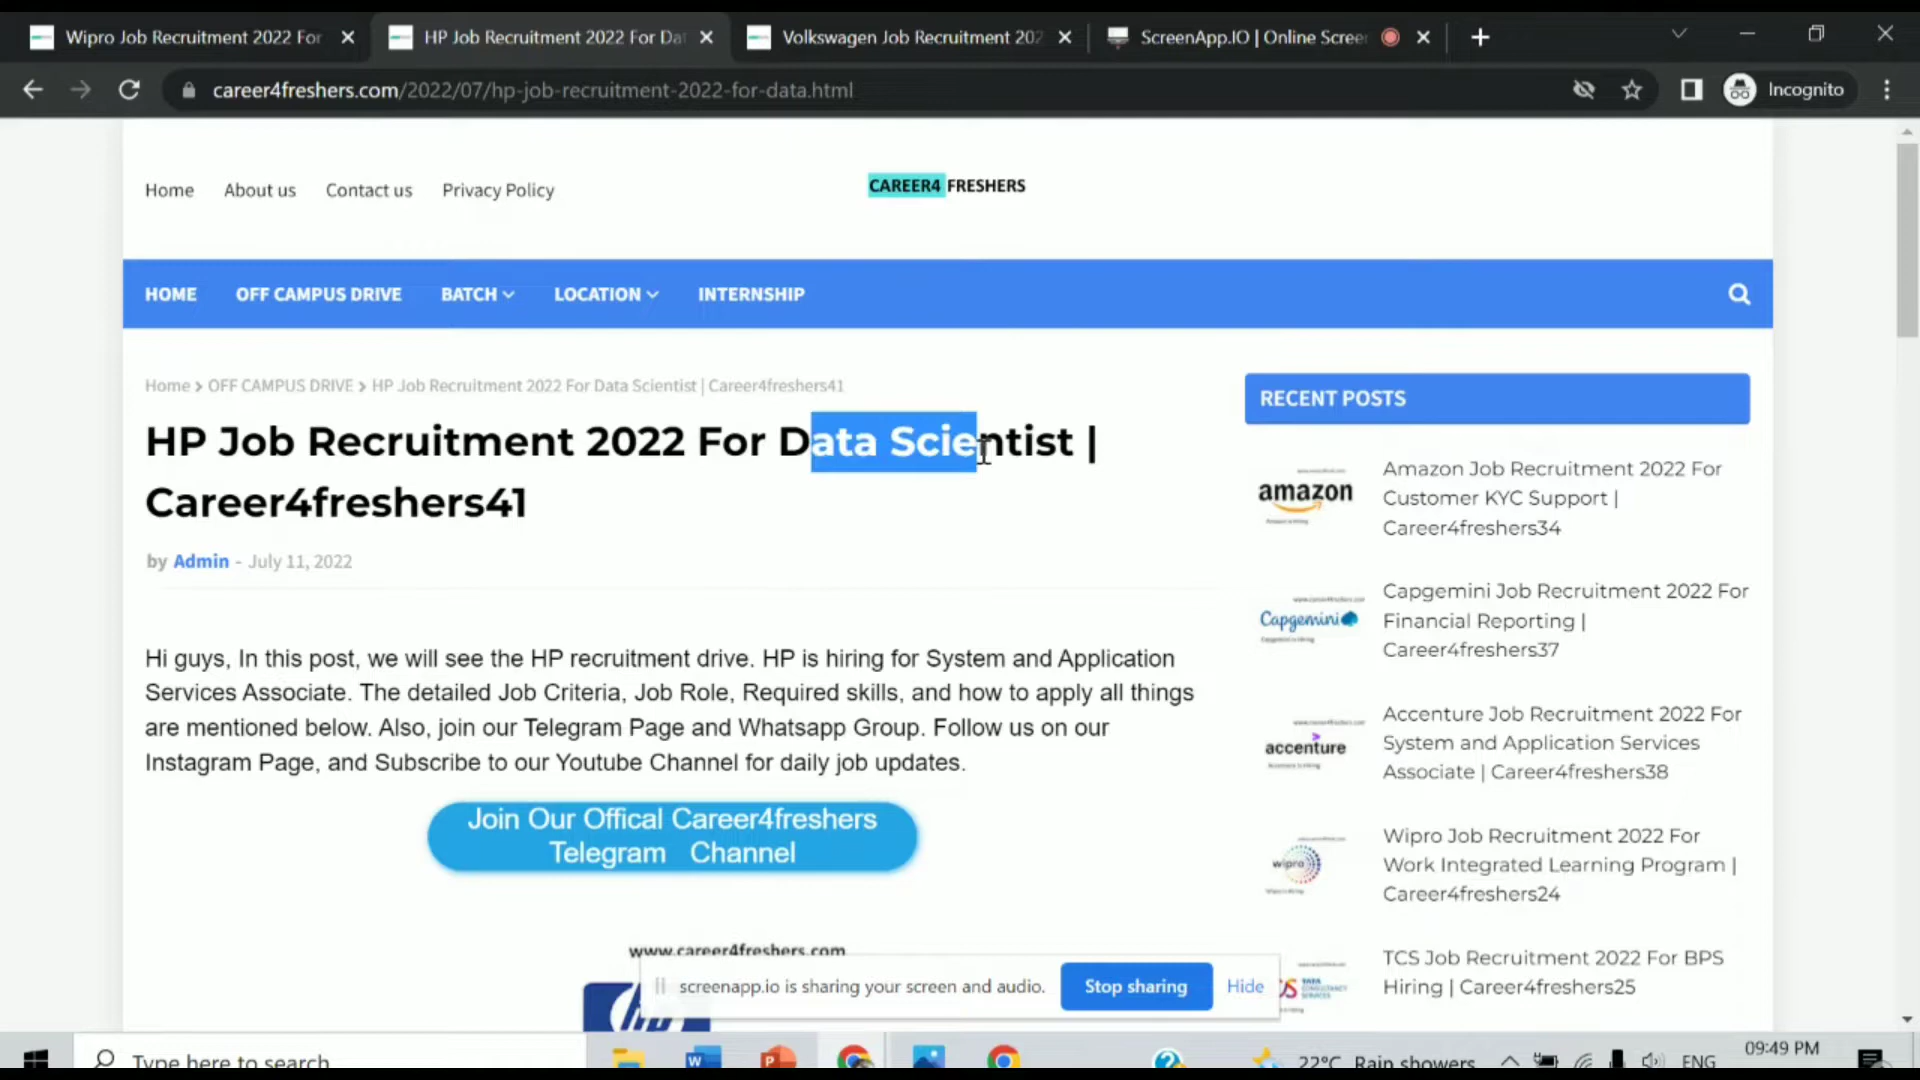 Wipro Job Recruitment 2022 For
HP Job Recruitment 2022 For Dat
Volkswagen Job Recruitment 202
ScreenApp.IO | Online Screen
career4freshers.com/2022/07/hp-job-recruitment-2022-for-data.html
Incognito
Home
About us
Contact us
Privacy Policy
CAREER4 FRESHERS
HOME
OFF CAMPUS DRIVE
BATCH
LOCATION
INTERNSHIP
Home > OFF CAMPUS DRIVE > HP Job Recruitment 2022 For Data Scientist | Career4freshers41
HP Job Recruitment 2022 For Data Scientist |
Career4freshers41
by Admin - July 11, 2022
Hi guys, In this post, we will see the HP recruitment drive. HP is hiring for System and Application
Services Associate. The detailed Job Criteria, Job Role, Required skills, and how to apply all things
are mentioned below. Also, join our Telegram Page and Whatsapp Group. Follow us on our
Instagram Page, and Subscribe to our Youtube Channel for daily job updates.
Join Our Offical Career4freshers
Telegram Channel
www.career4freshers.com
hp
RECENT POSTS
amazon
Amazon Job Recruitment 2022 For
Customer KYC Support |
Career4freshers34
Capgemini
Capgemini Job Recruitment 2022 For
Financial Reporting |
Career4freshers37
accenture
Accenture Job Recruitment 2022 For
System and Application Services
Associate | Career4freshers38
wipro
Wipro Job Recruitment 2022 For
Work Integrated Learning Program |
Career4freshers24
TATA
CONSULTANCY
SERVICES
TCS Job Recruitment 2022 For BPS
Hiring | Career4freshers25
screenapp.io is sharing your screen and audio.
Stop sharing
Hide
Type here to search
22°C Rain showers
ENG
09:49 PM